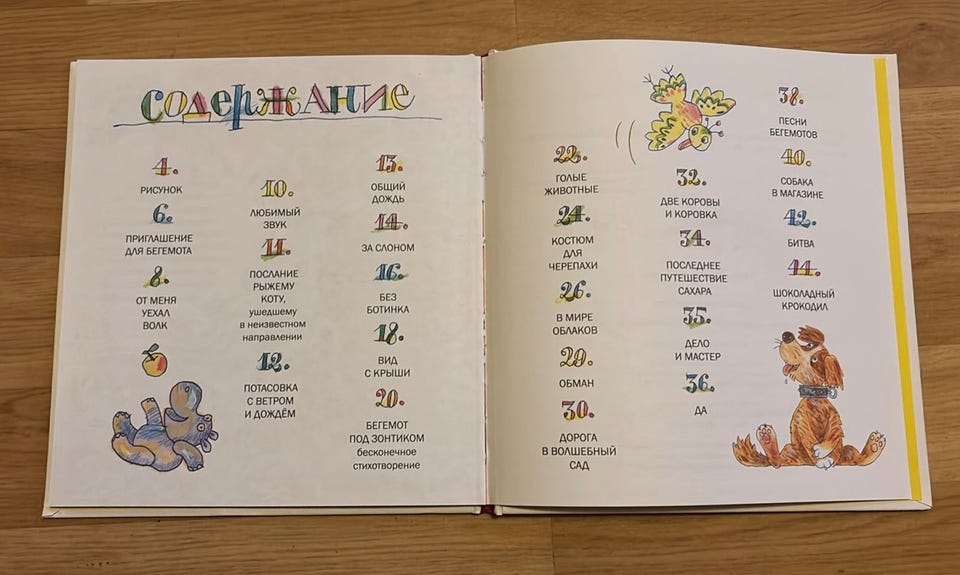 СОДЕРЖАНИЕ
4.
РИСУНОК
6.
ПРИГЛАШЕНИЕ
ДЛЯ БЕГЕМОТА
8.
ОТ МЕНЯ
УЕХАЛ
ВОЛК
10.
ЛЮБИМЫЙ
ЗВУК
11.
ПОСЛАНИЕ
РЫЖЕМУ
КОТУ,
ушедшему
в неизвестном
направлении
12.
ПОТАСОВКА
С ВЕТРОМ
И ДОЖДЁМ
13.
ОБЩИЙ
ДОЖДЬ
14.
ЗА СЛОНОМ
16.
БЕЗ
БОТИНКА
18.
ВИД
С КРЫШИ
20.
БЕГЕМОТ
ПОД ЗОНТИКОМ
бесконечное
стихотворение
22.
ГОЛЫЕ
ЖИВОТНЫЕ
24.
КОСТЮМ
ДЛЯ
ЧЕРЕПАХИ
26.
В МИРЕ
ОБЛАКОВ
29.
ОБМАН
30.
ДОРОГА
В ВОЛШЕБНЫЙ
САД
32.
ДВЕ КОРОВЫ
И КОРОВКА
34.
ПОСЛЕДНЕЕ
ПУТЕШЕСТВИЕ
САХАРА
35.
ДЕЛО
И МАСТЕР
36.
ДА
38.
ПЕСНИ
БЕГЕМОТОВ
40.
СОБАКА
В МАГАЗИНЕ
42.
БИТВА
44.
ШОКОЛАДНЫЙ
КРОКОДИЛ